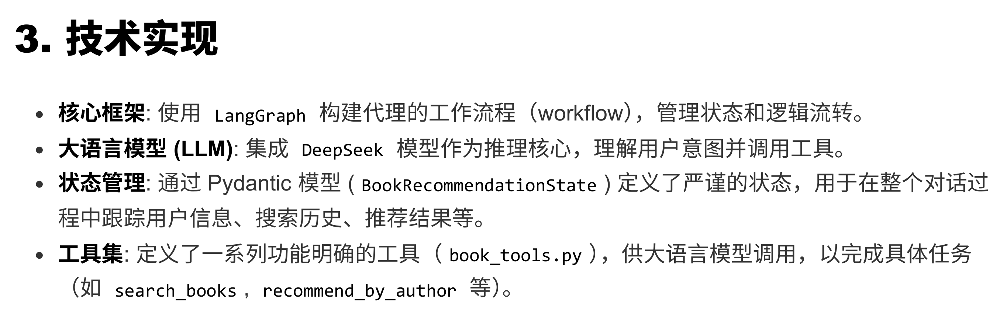 3. 技术实现
• 核心框架: 使用 LangGraph 构建代理的工作流程（workflow），管理状态和逻辑流转。
• 大语言模型 (LLM): 集成 DeepSeek 模型作为推理核心，理解用户意图并调用工具。
• 状态管理: 通过 Pydantic 模型 ( BookRecommendationState ) 定义了严谨的状态，用于在整个对话过
程中跟踪用户信息、搜索历史、推荐结果等。
• 工具集: 定义了一系列功能明确的工具（ book_tools.py ），供大语言模型调用，以完成具体任务
（如 search_books , recommend_by_author 等）。